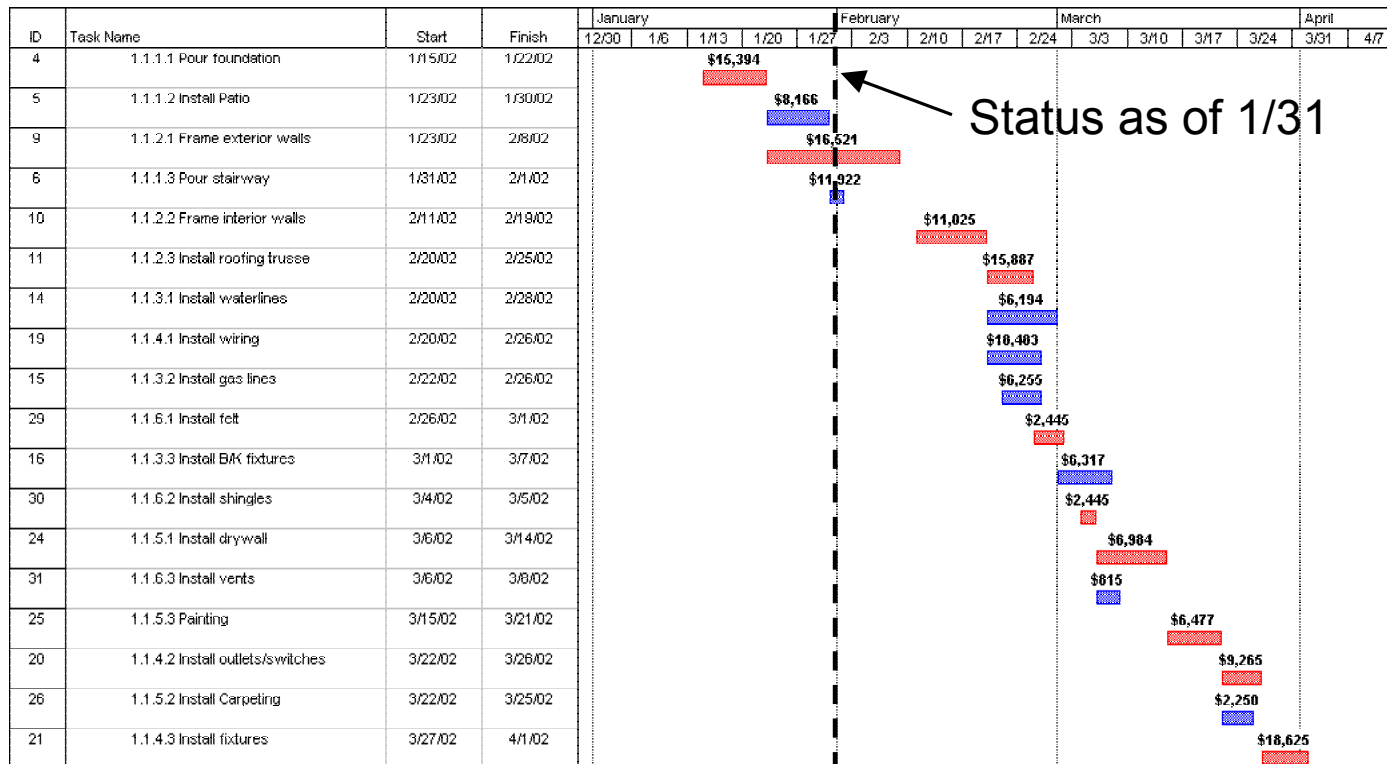 January February March April
ID Task Name Start Finish 12/30 1/6 1/13 1/20 1/27 2/3 2/10 2/17 2/24 3/3 3/10 3/17 3/24 3/31 4/7
4 1.1.1.1 Pour foundation 1/15/02 1/22/02 $15,394
5 1.1.1.2 Install Patio 1/23/02 1/30/02 $8,166
Status as of 1/31
9 1.1.2.1 Frame exterior walls 1/23/02 2/8/02 $16,521
6 1.1.1.3 Pour stairway 1/31/02 2/1/02 $11,922
10 1.1.2.2 Frame interior walls 2/11/02 2/19/02 $11,025
11 1.1.2.3 Install roofing trusse 2/20/02 2/25/02 $15,887
14 1.1.3.1 Install waterlines 2/20/02 2/28/02 $6,194
19 1.1.4.1 Install wiring 2/20/02 2/26/02 $18,483
15 1.1.3.2 Install gas lines 2/22/02 2/26/02 $6,255
29 1.1.6.1 Install felt 2/26/02 3/1/02 $2,445
16 1.1.3.3 Install B/K fixtures 3/1/02 3/7/02 $6,317
30 1.1.6.2 Install shingles 3/4/02 3/5/02 $2,445
24 1.1.5.1 Install drywall 3/6/02 3/14/02 $6,984
31 1.1.6.3 Install vents 3/6/02 3/8/02 $815
25 1.1.5.3 Painting 3/15/02 3/21/02 $6,477
20 1.1.4.2 Install outlets/switches 3/22/02 3/26/02 $9,265
26 1.1.5.2 Install Carpeting 3/22/02 3/25/02 $2,250
21 1.1.4.3 Install fixtures 3/27/02 4/1/02 $18,625